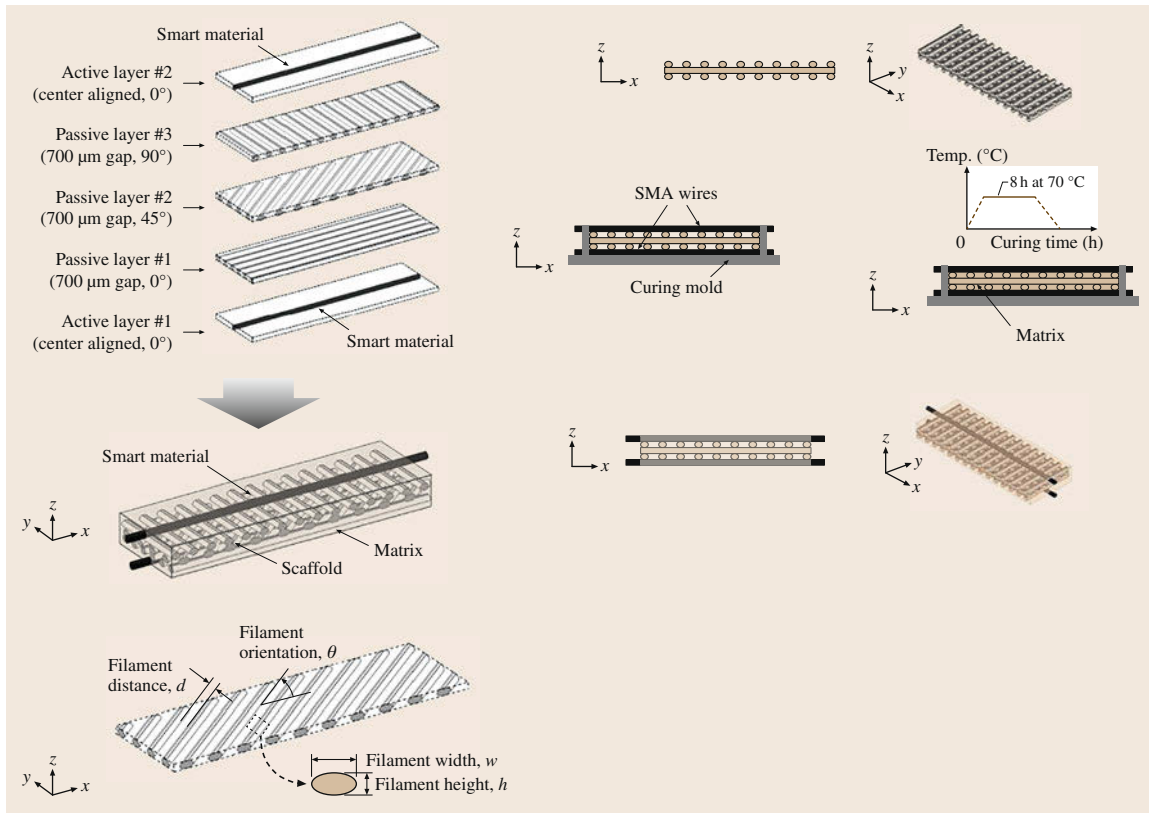 Smart material
Active layer #2
(center aligned, 0°)
Passive layer #3
(700 µm gap, 90°)
Passive layer #2
(700 µm gap, 45°)
Passive layer #1
(700 µm gap, 0°)
Active layer #1
(center aligned, 0°)
Smart material
Smart material
Matrix
Scaffold
y
z
x
Filament
orientation, θ
Filament
distance, d
Filament width, w
Filament height, h
y
z
x
z
x
z
y
x
SMA wires
z
x
Curing mold
Temp. (°C)
8 h at 70 °C
0
Curing time (h)
z
x
Matrix
z
x
z
y
x